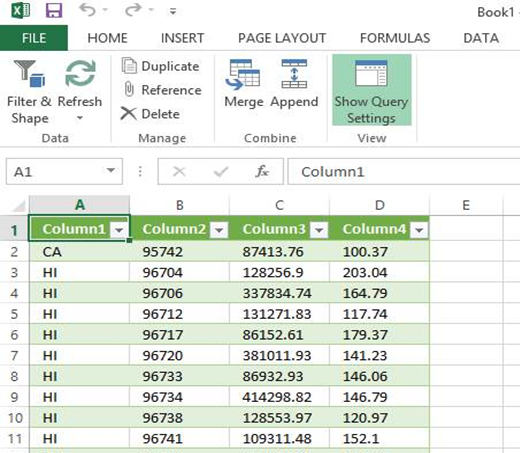 Book1 -
FILE HOME INSERT PAGE LAYOUT FORMULAS DATA
Filter & Shape Refresh Duplicate Reference Delete Merge Append Show Query Settings
Data Manage Combine View
A1 fx Column1
A B C D E
1 Column1 Column2 Column3 Column4
2 CA 95742 87413.76 100.37
3 HI 96704 128256.9 203.04
4 HI 96706 337834.74 164.79
5 HI 96712 131271.83 117.74
6 HI 96717 86152.61 179.37
7 HI 96720 381011.93 141.23
8 HI 96733 86932.93 146.06
9 HI 96734 414298.82 146.79
10 HI 96738 128553.97 120.97
11 HI 96741 109311.48 152.1